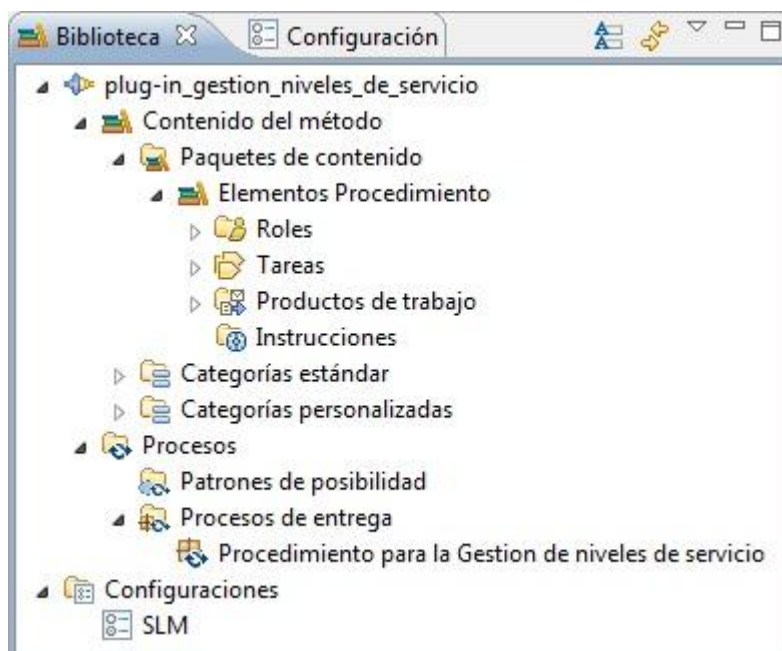 Biblioteca Configuración
plug-in_gestion_niveles_de_servicio
Contenido del método
Paquetes de contenido
Elementos Procedimiento
Roles
Tareas
Productos de trabajo
Instrucciones
Categorías estándar
Categorías personalizadas
Procesos
Patrones de posibilidad
Procesos de entrega
Procedimiento para la Gestion de niveles de servicio
Configuraciones
SLM